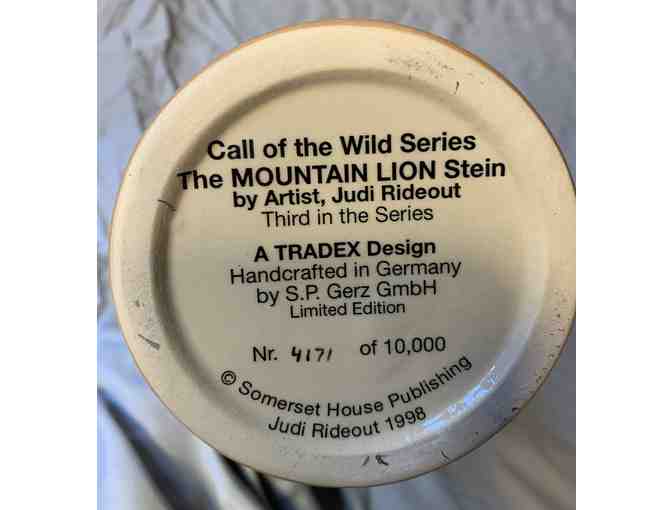 Call of the Wild Series
The MOUNTAIN LION Stein
by Artist, Judi Rideout
Third in the Series
A TRADEX Design
Handcrafted in Germany
by S.P. Gerz GmbH
Limited Edition
Nr. 4171 of 10,000
© Somerset House Publishing
Judi Rideout 1998